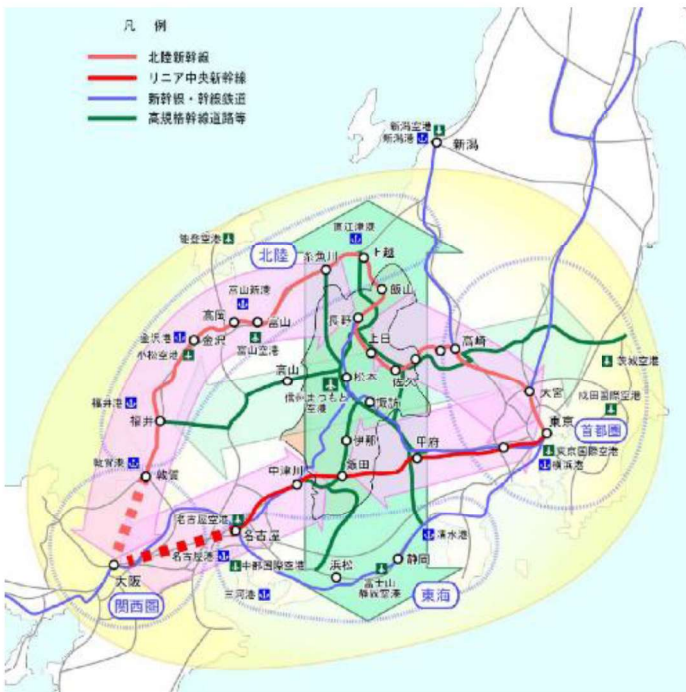 凡 例
北陸新幹線
リニア中央新幹線
新幹線・幹線鉄道
高規格幹線道路等
新潟空港
新潟港
新潟
能登空港
直江津港
北陸
糸魚川
上越
飯山
富山新港
高岡
富山
長野
金沢港
金沢
小松空港
富山空港
上田
高崎
高山
松本
佐久
茨城空港
信州まつもと
空港
諏訪
大宮
成田国際空港
福井港
福井
東京
首都圏
伊那
甲府
東京国際空港
横浜港
敦賀港
敦賀
中津川
飯田
名古屋空港
名古屋
清水港
名古屋港
中部国際空港
静岡
浜松
富士山
静岡空港
大阪
三河港
関西圏
東海